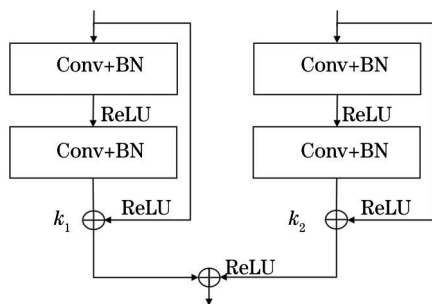 Conv+BN
Conv+BN
ReLU
ReLU
Conv+BN
Conv+BN
ReLU
ReLU
k₁
k₂
ReLU